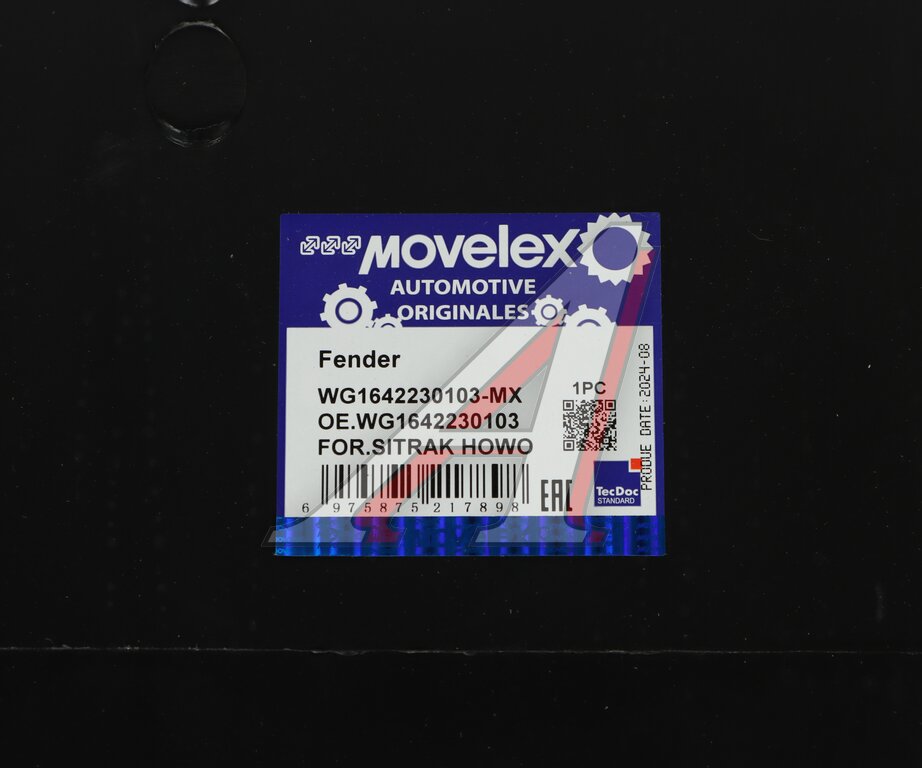 Movelex
AUTOMOTIVE
ORIGINALES
Fender
WG1642230103-MX
OE.WG1642230103
FOR.SITRAK HOWO
1PC
6 975875 217898
EAC
TecDoc
STANDARD
PRODUE DATE:2024-08